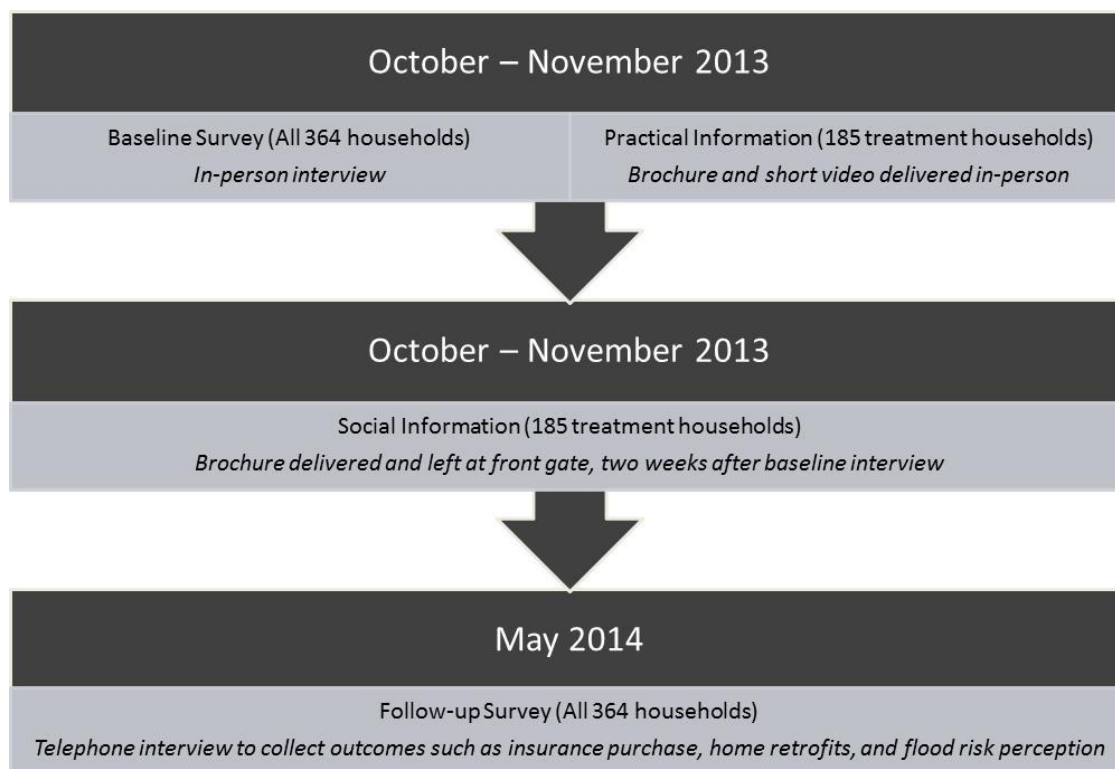 October – November 2013
Baseline Survey (All 364 households)
In-person interview
Practical Information (185 treatment households)
Brochure and short video delivered in-person
October – November 2013
Social Information (185 treatment households)
Brochure delivered and left at front gate, two weeks after baseline interview
May 2014
Follow-up Survey (All 364 households)
Telephone interview to collect outcomes such as insurance purchase, home retrofits, and flood risk perception